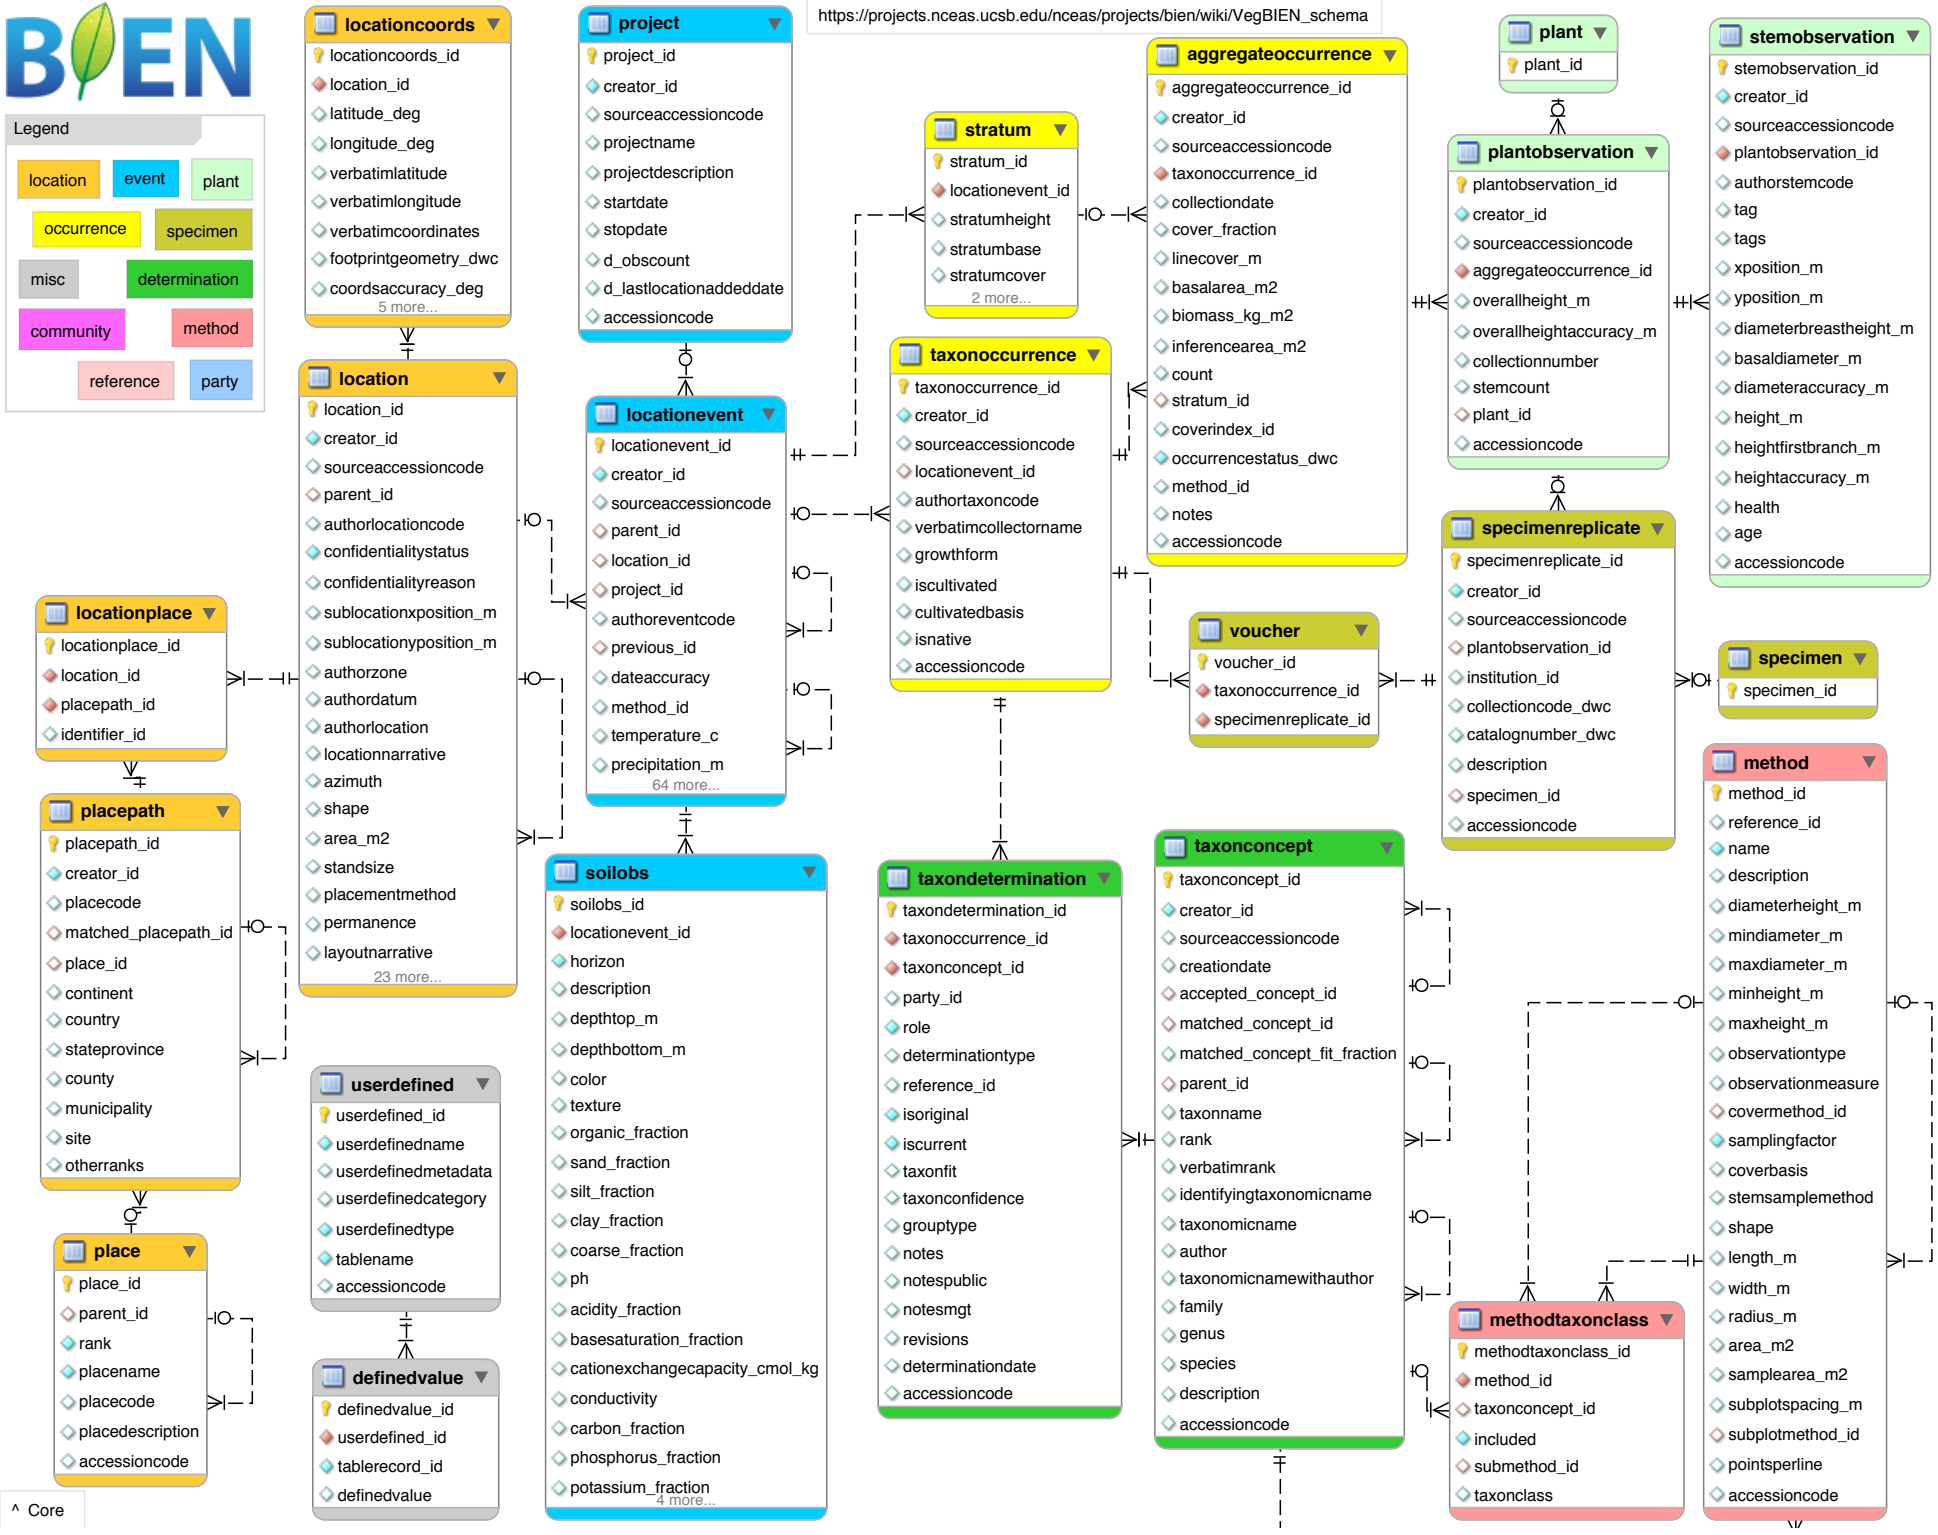 BIEN
https://projects.nceas.ucsb.edu/nceas/projects/bien/wiki/VegBIEN_schema
Legend
location
event
plant
occurrence
specimen
misc
determination
community
method
reference
party
locationcoords
locationcoords_id
location_id
latitude_deg
longitude_deg
verbatimlatitude
verbatimlongitude
verbatimcoordinates
footprintgeometry_dwc
coordsaccuracy_deg
5 more...
project
project_id
creator_id
sourceaccessioncode
projectname
projectdescription
startdate
stopdate
d_obscount
d_lastlocationaddeddate
accessioncode
stratum
stratum_id
locationevent_id
stratumheight
stratumbase
stratumcover
2 more...
aggregateoccurrence
aggregateoccurrence_id
creator_id
sourceaccessioncode
taxonoccurrence_id
collectiondate
cover_fraction
linecover_m
basalarea_m2
biomass_kg_m2
inferencearea_m2
count
stratum_id
coverindex_id
occurrencestatus_dwc
method_id
notes
accessioncode
plant
plant_id
plantobservation
plantobservation_id
creator_id
sourceaccessioncode
aggregateoccurrence_id
overallheight_m
overallheightaccuracy_m
collectionnumber
stemcount
plant_id
accessioncode
stemobservation
stemobservation_id
creator_id
sourceaccessioncode
plantobservation_id
authorstemcode
tag
tags
xposition_m
yposition_m
diameterbreastheight_m
basaldiameter_m
diameteraccuracy_m
height_m
heightfirstbranch_m
heightaccuracy_m
health
age
accessioncode
location
location_id
creator_id
sourceaccessioncode
parent_id
authorlocationcode
confidentialitystatus
confidentialityreason
sublocationxposition_m
sublocationyposition_m
authorzone
authordatum
authorlocation
locationnarrative
azimuth
shape
area_m2
standsize
placementmethod
permanence
layoutnarrative
23 more...
locationevent
locationevent_id
creator_id
sourceaccessioncode
parent_id
location_id
project_id
authoreventcode
previous_id
dateaccuracy
method_id
temperature_c
precipitation_m
64 more...
taxonoccurrence
taxonoccurrence_id
creator_id
sourceaccessioncode
locationevent_id
authortaxoncode
verbatimcollectorname
growthform
iscultivated
cultivatedbasis
isnative
accessioncode
voucher
voucher_id
taxonoccurrence_id
specimenreplicate_id
specimenreplicate
specimenreplicate_id
creator_id
sourceaccessioncode
plantobservation_id
institution_id
collectioncode_dwc
catalognumber_dwc
description
specimen_id
accessioncode
specimen
specimen_id
locationplace
locationplace_id
location_id
placepath_id
identifier_id
placepath
placepath_id
creator_id
placecode
matched_placepath_id
place_id
continent
country
stateprovince
county
municipality
site
otherranks
place
place_id
parent_id
rank
placename
placecode
placedescription
accessioncode
userdefined
userdefined_id
userdefinedname
userdefinedmetadata
userdefinedcategory
userdefinedtype
tablename
accessioncode
definedvalue
definedvalue_id
userdefined_id
tablerecord_id
definedvalue
soilobs
soilobs_id
locationevent_id
horizon
description
depthtop_m
depthbottom_m
color
texture
organic_fraction
sand_fraction
silt_fraction
clay_fraction
coarse_fraction
ph
acidity_fraction
basesaturation_fraction
cationexchangecapacity_cmol_kg
conductivity
carbon_fraction
phosphorus_fraction
potassium_fraction
4 more...
taxondetermination
taxondetermination_id
taxonoccurrence_id
taxonconcept_id
party_id
role
determinationtype
reference_id
isoriginal
iscurrent
taxonfit
taxonconfidence
grouptype
notes
notespublic
notesmgt
revisions
determinationdate
accessioncode
taxonconcept
taxonconcept_id
creator_id
sourceaccessioncode
creationdate
accepted_concept_id
matched_concept_id
matched_concept_fit_fraction
parent_id
taxonname
rank
verbatimrank
identifyingtaxonomicname
taxonomicname
author
taxonomicnamewithauthor
family
genus
species
description
accessioncode
method
method_id
reference_id
name
description
diameterheight_m
mindiameter_m
maxdiameter_m
minheight_m
maxheight_m
observationtype
observationmeasure
covermethod_id
samplingfactor
coverbasis
stemsamplemethod
shape
length_m
width_m
radius_m
area_m2
samplearea_m2
subplotspacing_m
subplotmethod_id
pointsperline
accessioncode
methodtaxonclass
methodtaxonclass_id
method_id
taxonconcept_id
included
submethod_id
taxonclass
^ Core